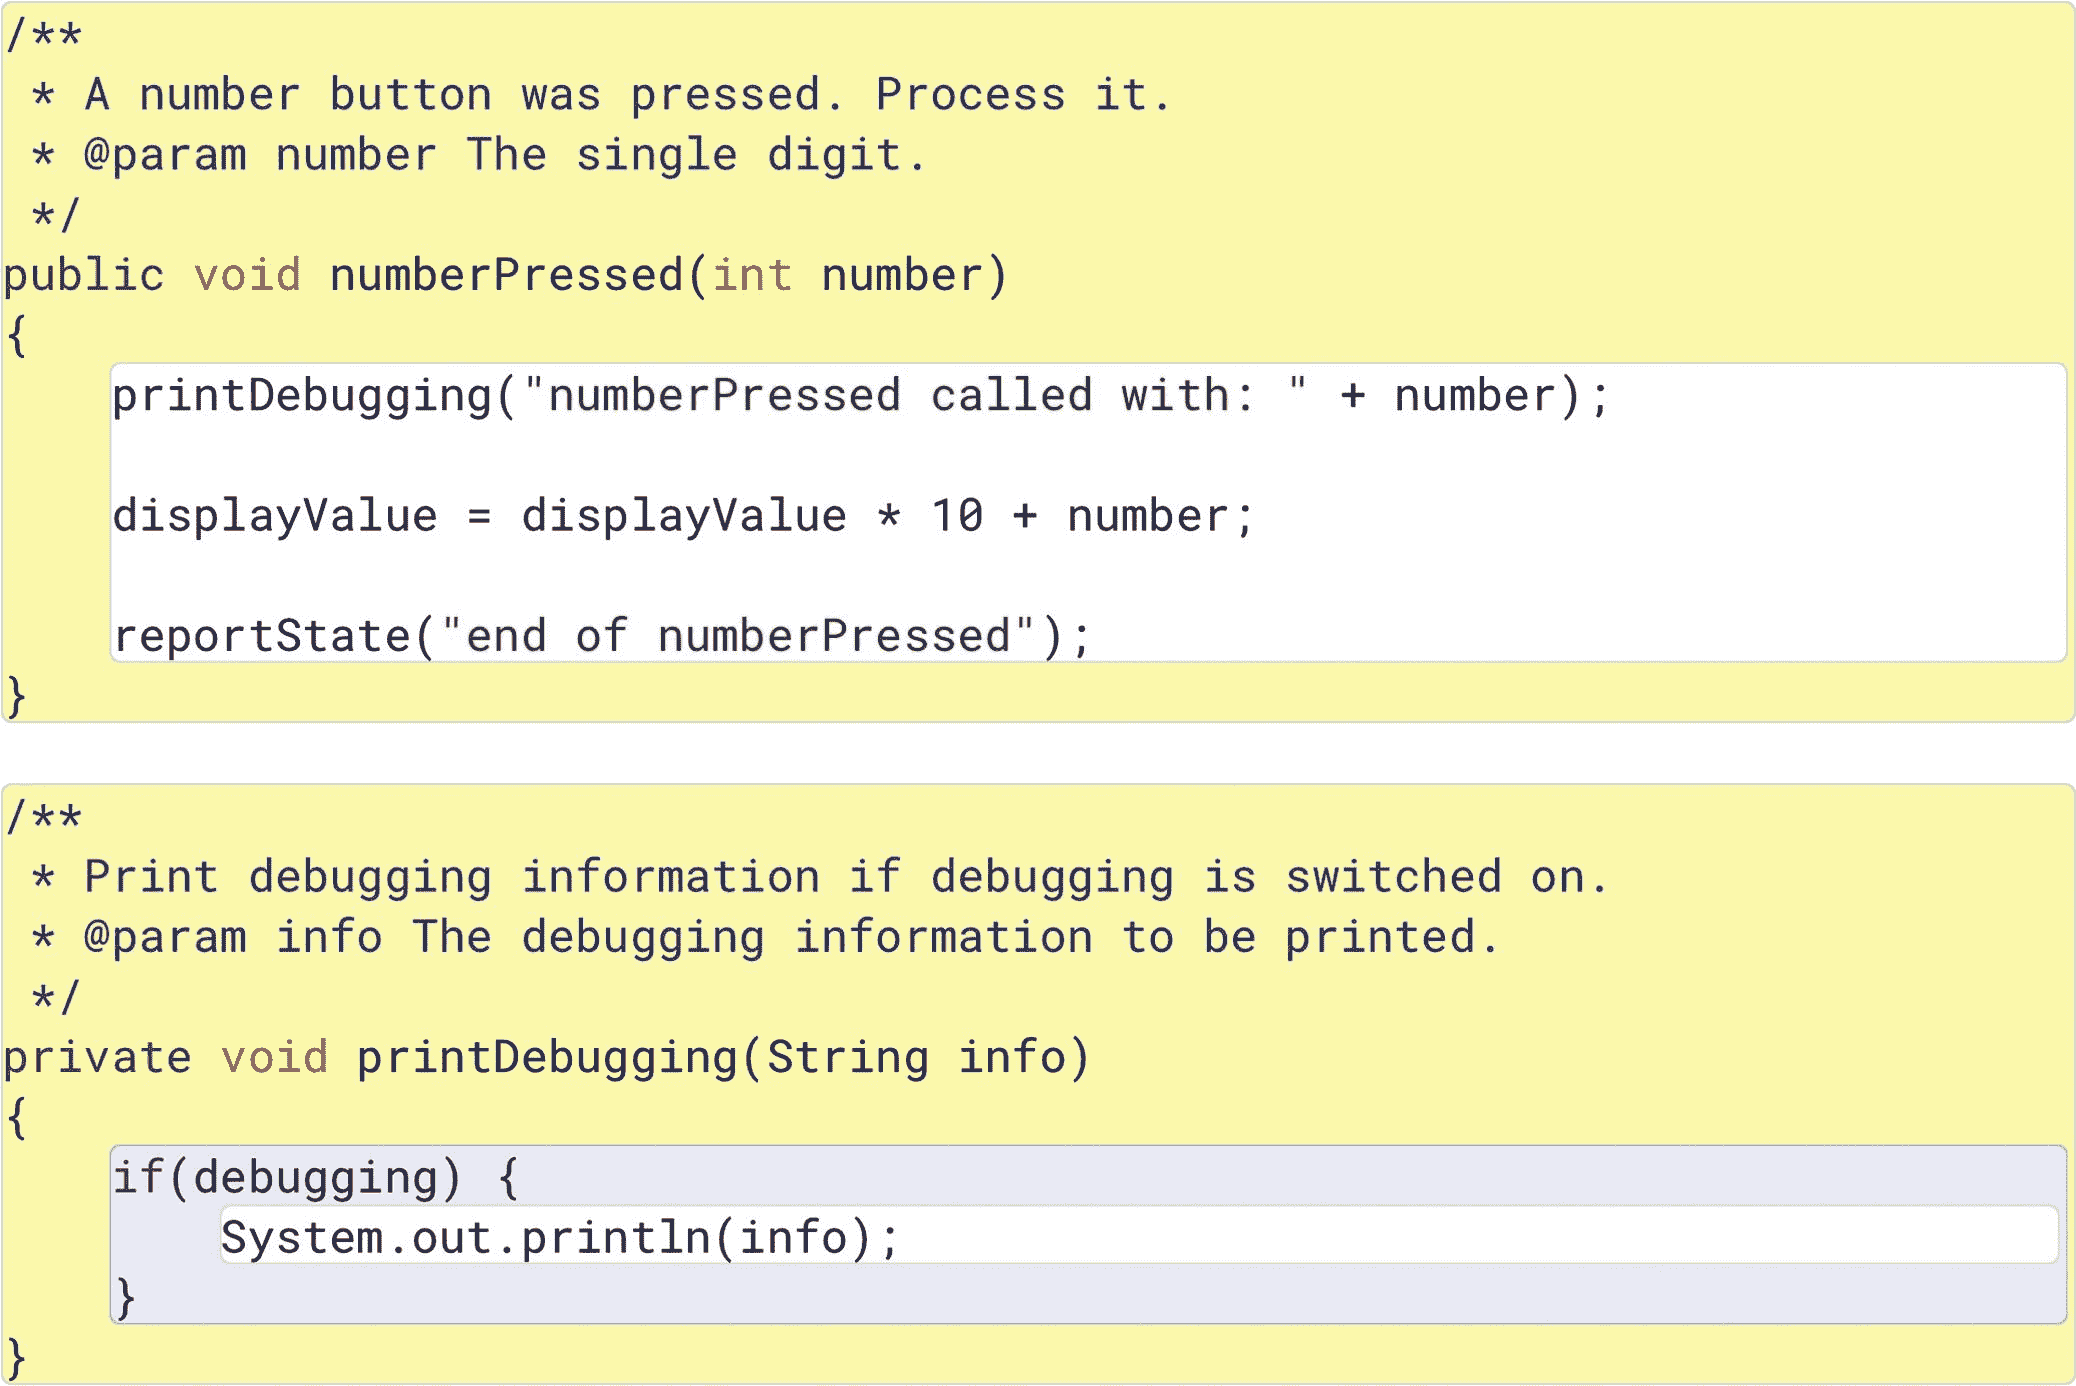 /**
 * A number button was pressed. Process it.
 * @param number The single digit.
 */
public void numberPressed(int number)
{
    printDebugging("numberPressed called with: " + number);
    displayValue = displayValue * 10 + number;
    reportState("end of numberPressed");
}
/**
 * Print debugging information if debugging is switched on.
 * @param info The debugging information to be printed.
 */
private void printDebugging(String info)
{
    if(debugging) {
        System.out.println(info);
    }
}